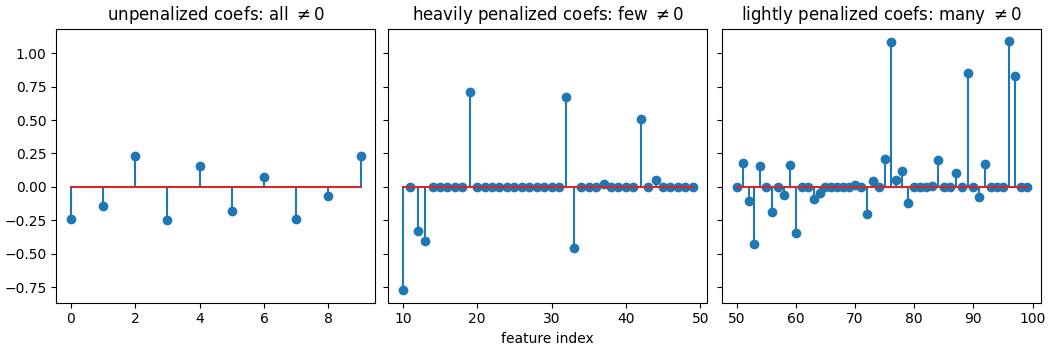 unpenalized coefs: all ≠0
heavily penalized coefs: few ≠0
lightly penalized coefs: many ≠0
1.00
0.75
0.50
0.25
0.00
−0.25
−0.50
−0.75
0 2 4 6 8
10 20 30 40 50
50 60 70 80 90 100
feature index